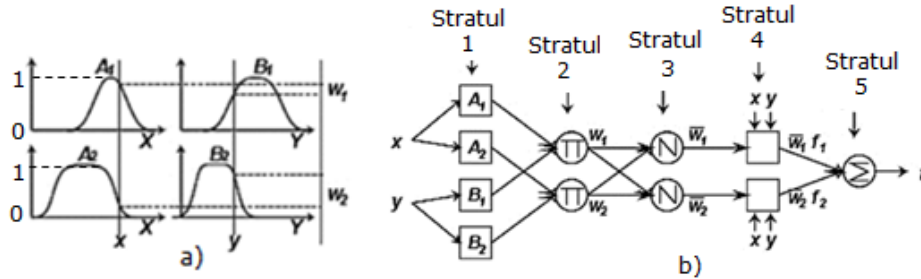 A1 B1
1
W1
0
X Y
A2 B2
1
W2
0
x X y Y
a)
Stratul 1
Stratul 2
Stratul 3
Stratul 4
Stratul 5
x y
A1
x
A2
B1
y
B2
Π W1 N W̅1 W̅1 f1
Σ
Π W2 N W̅2 W̅2 f2
x y
b)